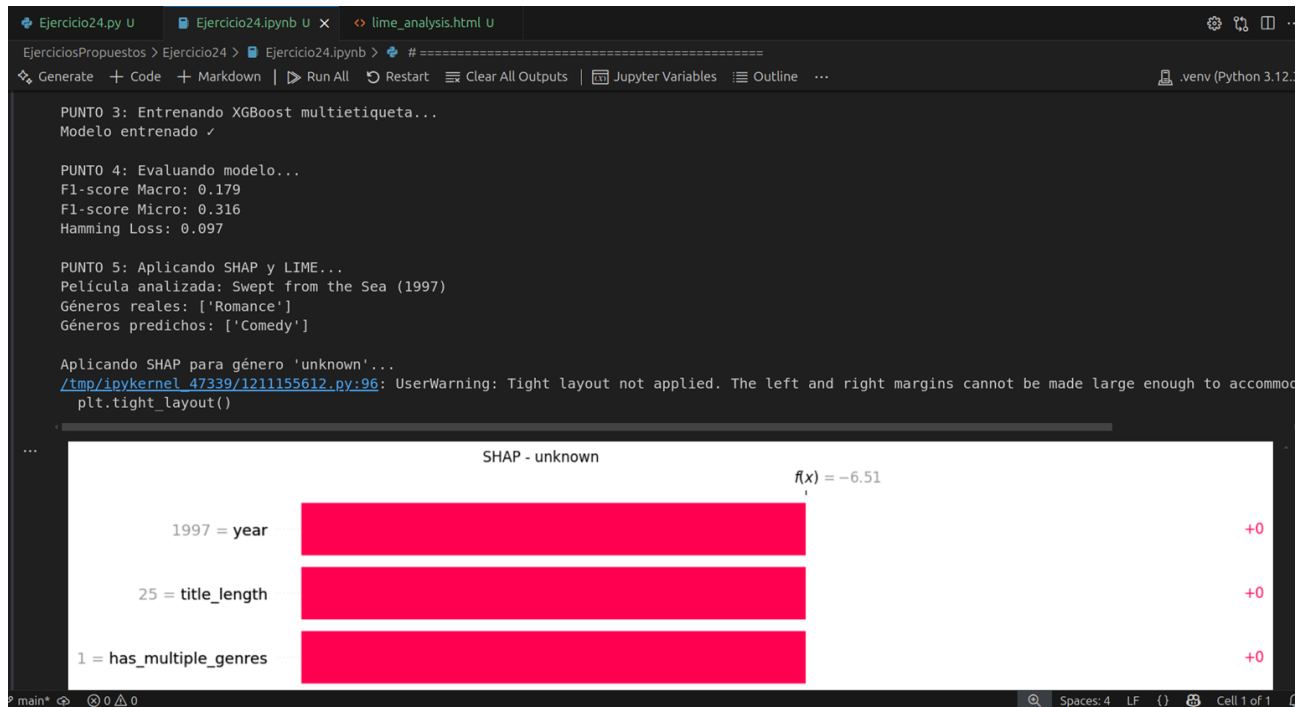 Ejercicio24.py U
Ejercicio24.ipynb U
lime_analysis.html U
EjerciciosPropuestos > Ejercicio24 > Ejercicio24.ipynb > # ==============================================
Generate + Code + Markdown | Run All Restart Clear All Outputs | Jupyter Variables Outline ...
.venv (Python 3.12.
PUNTO 3: Entrenando XGBoost multietiqueta...
Modelo entrenado ✓
PUNTO 4: Evaluando modelo...
F1-score Macro: 0.179
F1-score Micro: 0.316
Hamming Loss: 0.097
PUNTO 5: Aplicando SHAP y LIME...
Película analizada: Swept from the Sea (1997)
Géneros reales: ['Romance']
Géneros predichos: ['Comedy']
Aplicando SHAP para género 'unknown'...
/tmp/ipykernel_47339/1211155612.py:96: UserWarning: Tight layout not applied. The left and right margins cannot be made large enough to accommod
plt.tight_layout()
...
SHAP - unknown
f(x) = −6.51
1997 = year
+0
25 = title_length
+0
1 = has_multiple_genres
+0
main* 0 0
Spaces: 4 LF {} Cell 1 of 1